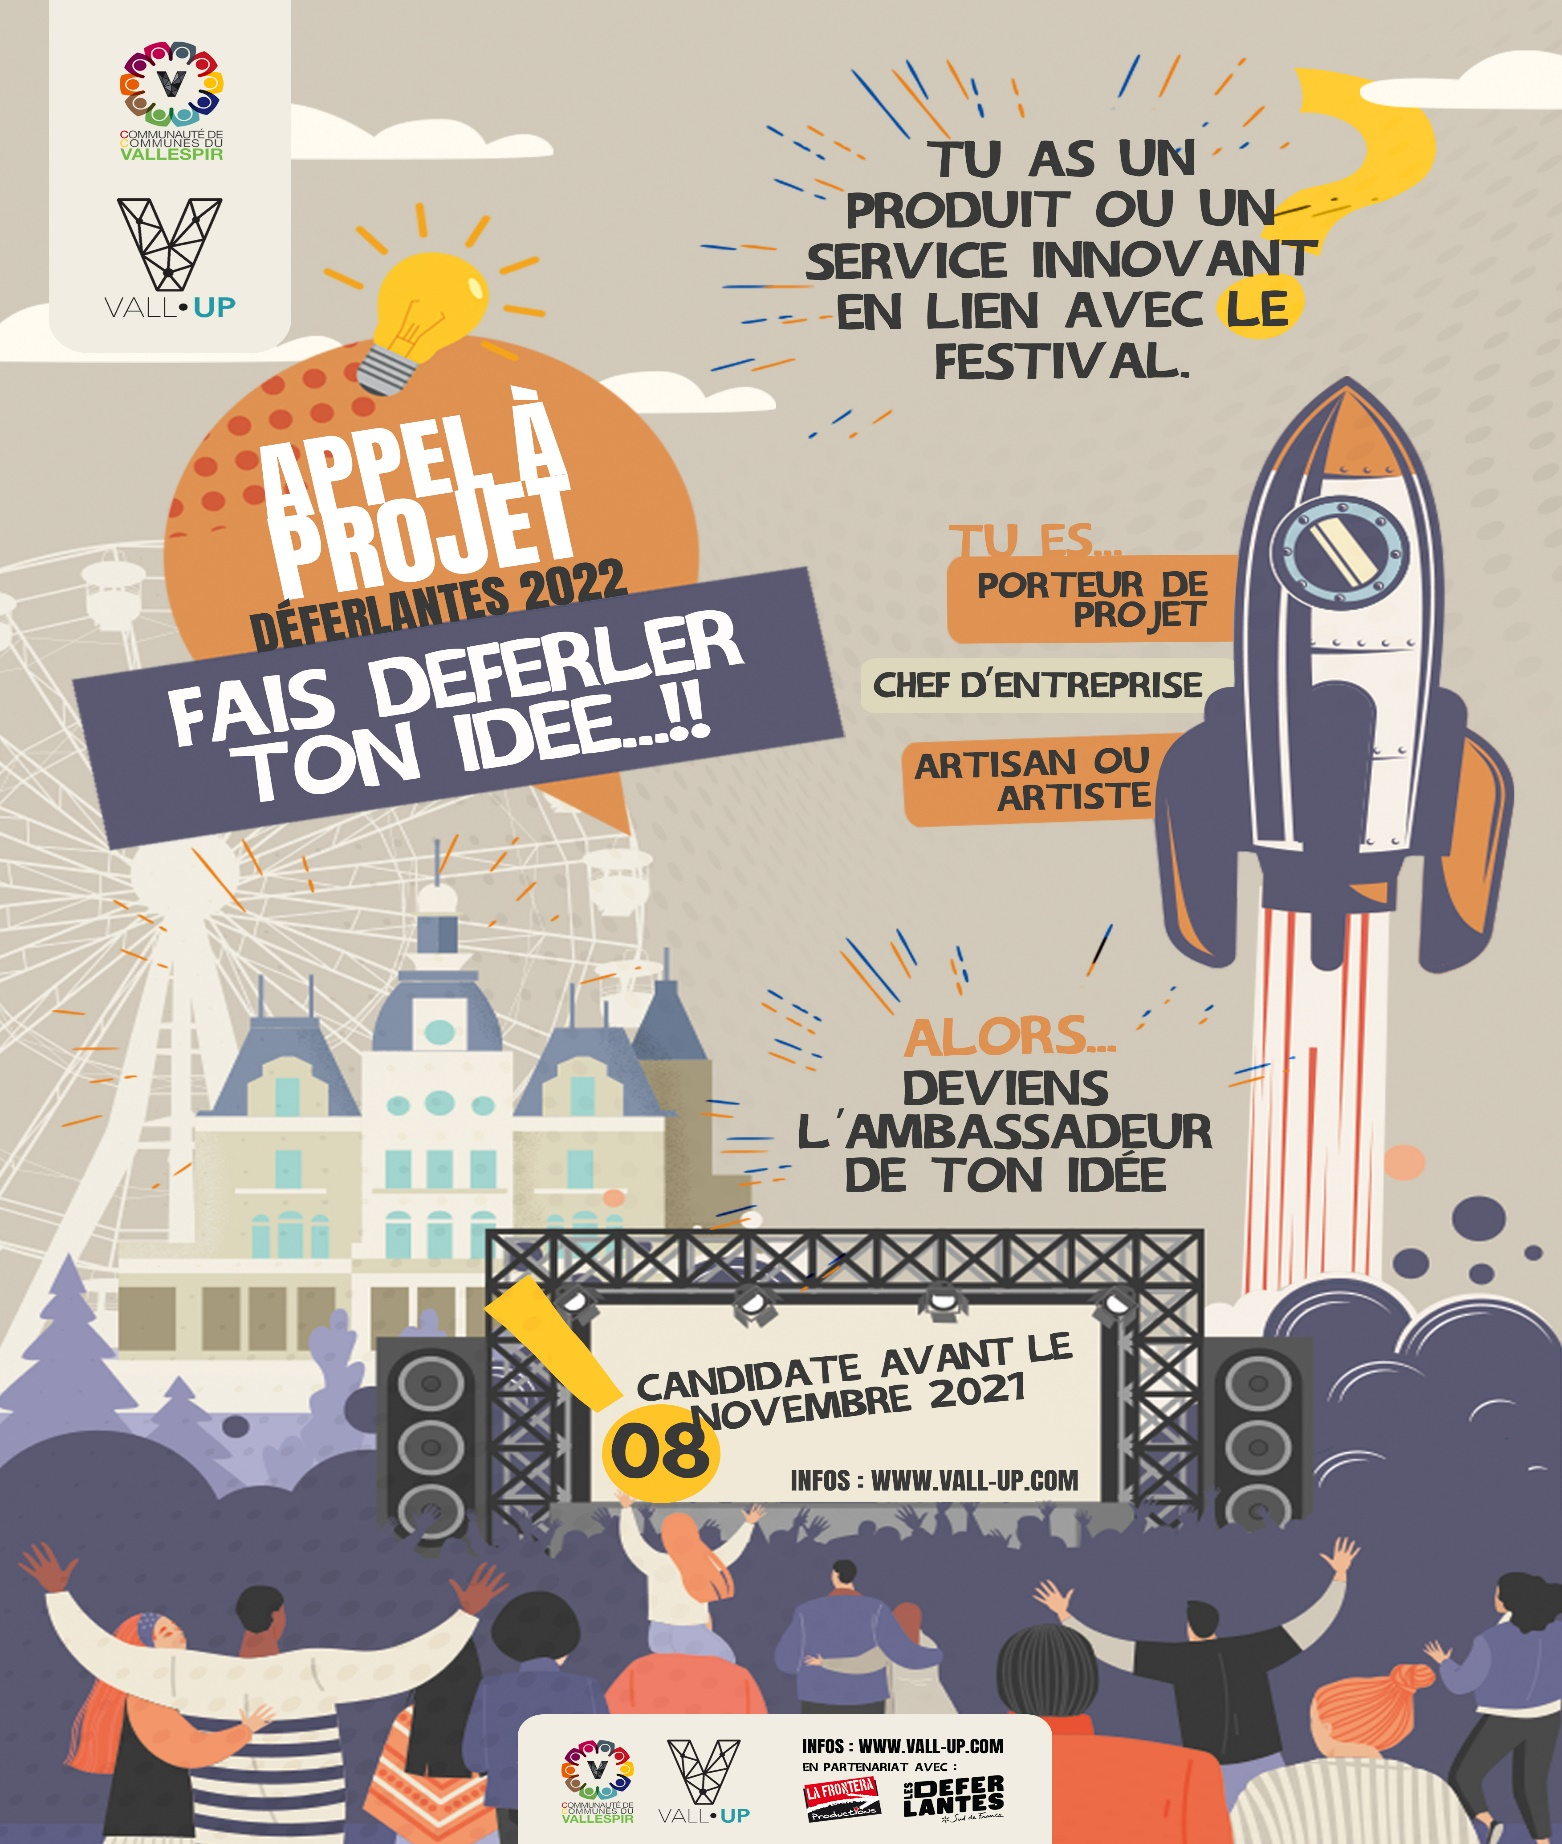 COMMUNAUTÉ DE
COMMUNES DU
VALLESPIR
VALL•UP
TU AS UN
PRODUIT OU UN
SERVICE INNOVANT
EN LIEN AVEC LE
FESTIVAL.
APPEL À
PROJET
DÉFERLANTES 2022
FAIS DEFERLER
TON IDEE...!!
TU ES...
PORTEUR DE
PROJET
CHEF D'ENTREPRISE
ARTISAN OU
ARTISTE
ALORS...
DEVIENS
L'AMBASSADEUR
DE TON IDÉE
CANDIDATE AVANT LE
08 NOVEMBRE 2021
INFOS : WWW.VALL-UP.COM
COMMUNAUTÉ DE
COMMUNES DU
VALLESPIR
VALL•UP
INFOS : WWW.VALL-UP.COM
EN PARTENARIAT AVEC :
LA FRONTERA
Productions
LES DEFER
LANTES
Sud de France